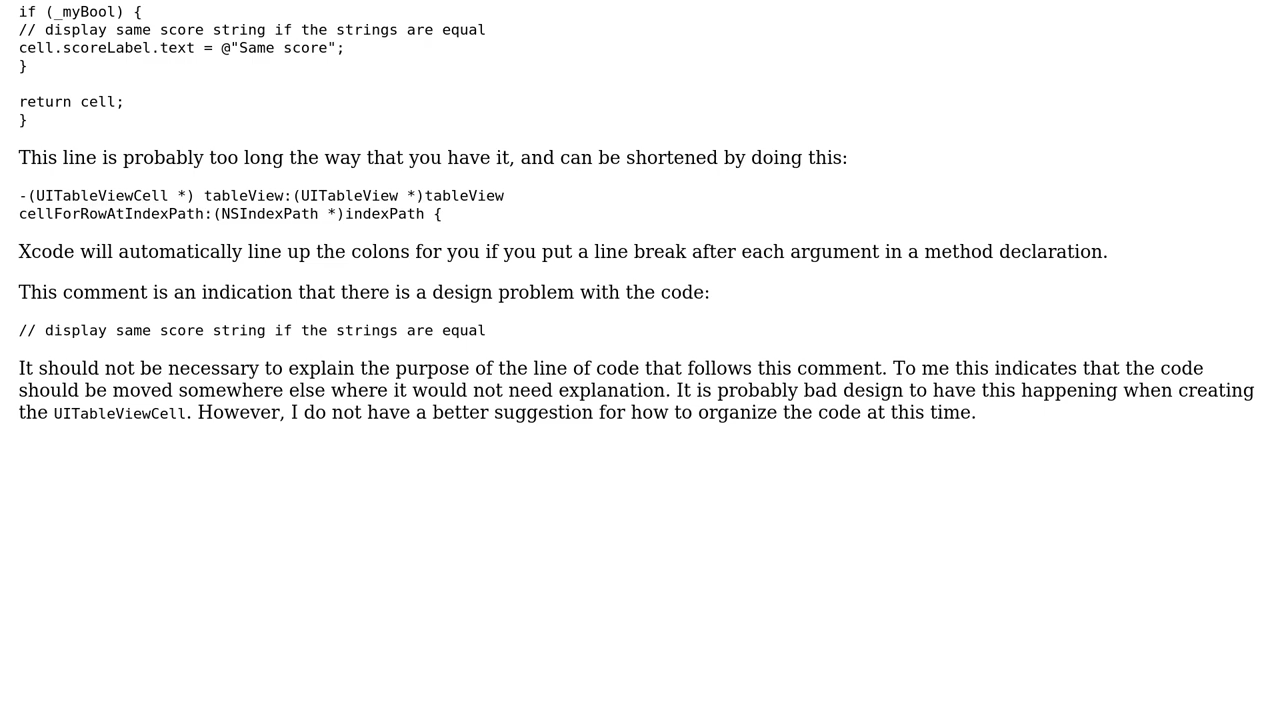 if (_myBool) {
// display same score string if the strings are equal
cell.scoreLabel.text = @"Same score";
}
return cell;
}
This line is probably too long the way that you have it, and can be shortened by doing this:
-(UITableViewCell *) tableView:(UITableView *)tableView
cellForRowAtIndexPath:(NSIndexPath *)indexPath {
Xcode will automatically line up the colons for you if you put a line break after each argument in a method declaration.
This comment is an indication that there is a design problem with the code:
// display same score string if the strings are equal
It should not be necessary to explain the purpose of the line of code that follows this comment. To me this indicates that the code
should be moved somewhere else where it would not need explanation. It is probably bad design to have this happening when creating
the UITableViewCell. However, I do not have a better suggestion for how to organize the code at this time.